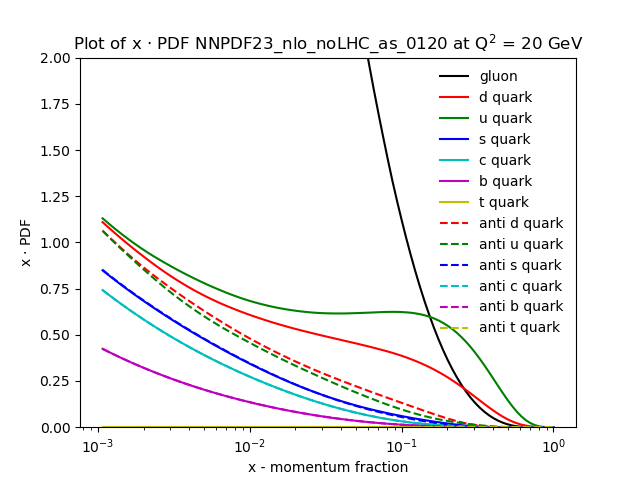 Plot of x · PDF NNPDF23_nlo_noLHC_as_0120 at Q² = 20 GeV
2.00
1.75
1.50
1.25
1.00
0.75
0.50
0.25
0.00
x · PDF
gluon
d quark
u quark
s quark
c quark
b quark
t quark
anti d quark
anti u quark
anti s quark
anti c quark
anti b quark
anti t quark
10⁻³ 10⁻² 10⁻¹ 10⁰
x - momentum fraction